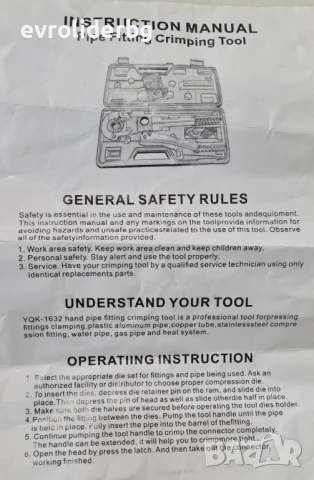 evroliderbg
INSTRUCTION MANUAL
Pipe Fitting Crimping Tool
GENERAL SAFETY RULES
Safety is essential in the use and maintenance of these tools andequipment.
This instruction manual and any markings on the toolprovide information for
avoiding hazards and unsafe practicesrelated to the use of this tool. Observe
all of the safetyinformation provided.
1. Work area safety. Keep work area clean and keep children away.
2. Personal safety. Stay alert and use the tool properly.
3. Service. Have your crimping tool by a qualified service technician using only
identical replacements parts.
UNDERSTAND YOUR TOOL
YQK-1632 hand pipe fitting crimping tool is a professional tool forpressing
fittings clamping,plastic aluminum pipe,copper tube,stainlesssteel compre
ssion fitting, water pipe, gas pipe and heat system.
OPERATIING INSTRUCTION
1. Select the appropriate die set for fittings and pipe being used. Ask an
authorized facility or distributor to choose proper compression die.
2. To insert the dies, depress die retainer pin on the ram, and slide die into
place. Then depress the pin of head as well as slide otherdie half in place.
3. Make sure both die halves are secured before operating the tool dies holder.
4. Position the fitting between the dies. Pump the tool handle until the pipe
is held in place. Fully insert the pipe into the barrel of thefitting.
5. Continue pumping the tool handle to crimp the connector completely.
The handle can be extended, it will help you to crimp more tight.
6. Open the head by press the latch. And then take out the connector,
working finished.
БАZАР